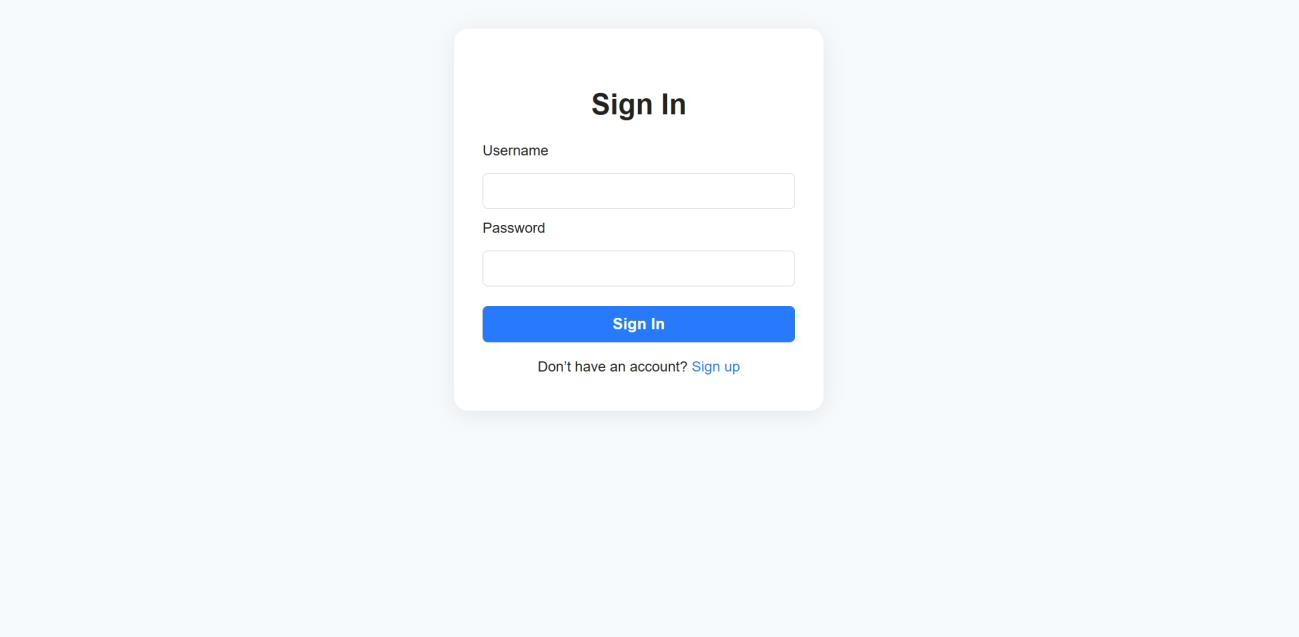 Sign In
Username
Password
Sign In
Don't have an account? Sign up